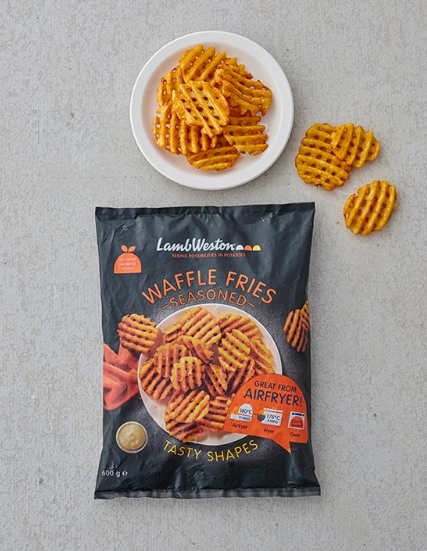 LambWeston
SEEING POSSIBILITIES IN POTATOES
WAFFLE FRIES
SEASONED
GREAT FROM
AIRFRYER!
180°C
175°C
Airfryer
Fryer
Oven
TASTY SHAPES
600 g e